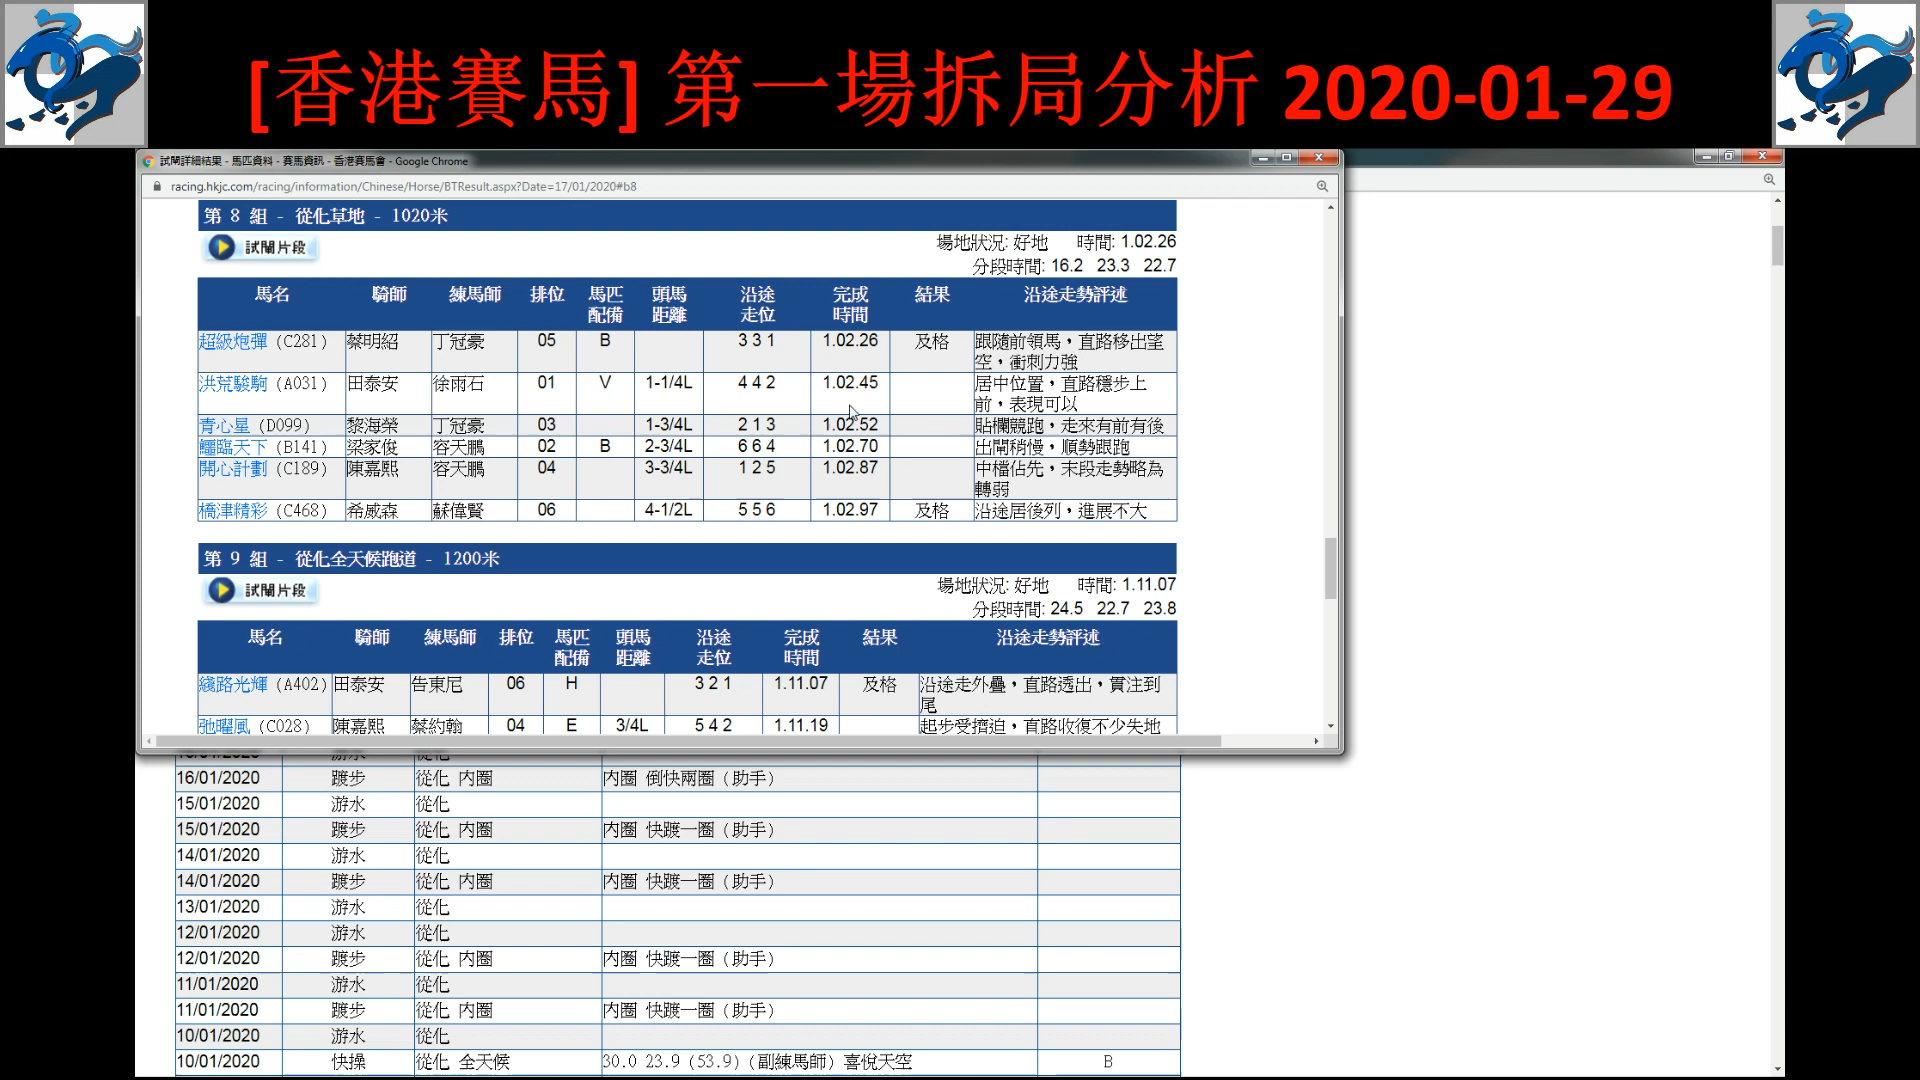 [香港賽馬] 第一場拆局分析 2020-01-29
試閘詳細結果 - 馬匹資料 - 賽馬資訊 - 香港賽馬會 - Google Chrome
racing.hkjc.com/racing/information/Chinese/Horse/BTResult.aspx?Date=17/01/2020#b8
第 8 組 - 從化草地 - 1020米
試閘片段
場地狀況: 好地 時間: 1.02.26
分段時間: 16.2 23.3 22.7
馬名 騎師 練馬師 排位 馬匹配備 頭馬距離 沿途走位 完成時間 結果 沿途走勢評述
超級炮彈 (C281) 蔡明紹 丁冠豪 05 B 3 3 1 1.02.26 及格 跟隨前領馬，直路移出望
空，衝刺力強
洪荒駿駒 (A031) 田泰安 徐雨石 01 V 1-1/4L 4 4 2 1.02.45 居中位置，直路穩步上
前，表現可以
青心星 (D099) 黎海榮 丁冠豪 03 1-3/4L 2 1 3 1.02.52 貼欄競跑，走來有前有後
鱷臨天下 (B141) 梁家俊 容天鵬 02 B 2-3/4L 6 6 4 1.02.70 出閘稍慢，順勢跟跑
開心計劃 (C189) 陳嘉熙 容天鵬 04 3-3/4L 1 2 5 1.02.87 中檔佔先，末段走勢略為
轉弱
橋津精彩 (C468) 希威森 蘇偉賢 06 4-1/2L 5 5 6 1.02.97 及格 沿途居後列，進展不大
第 9 組 - 從化全天候跑道 - 1200米
試閘片段
場地狀況: 好地 時間: 1.11.07
分段時間: 24.5 22.7 23.8
馬名 騎師 練馬師 排位 馬匹配備 頭馬距離 沿途走位 完成時間 結果 沿途走勢評述
綫路光輝 (A402) 田泰安 告東尼 06 H 3 2 1 1.11.07 及格 沿途走外疊，直路透出，貫注到
尾
弛曜風 (C028) 陳嘉熙 蔡約翰 04 E 3/4L 5 4 2 1.11.19 起步受擠迫，直路收復不少失地
16/01/2020 踱步 從化 內圈 內圈 倒快兩圈 (助手)
15/01/2020 游水 從化
15/01/2020 踱步 從化 內圈 內圈 快踱一圈 (助手)
14/01/2020 游水 從化
14/01/2020 踱步 從化 內圈 內圈 快踱一圈 (助手)
13/01/2020 游水 從化
12/01/2020 游水 從化
12/01/2020 踱步 從化 內圈 內圈 快踱一圈 (助手)
11/01/2020 游水 從化
11/01/2020 踱步 從化 內圈 內圈 快踱一圈 (助手)
10/01/2020 游水 從化
10/01/2020 快操 從化 全天候 30.0 23.9 (53.9) (副練馬師) 喜悅天空 B